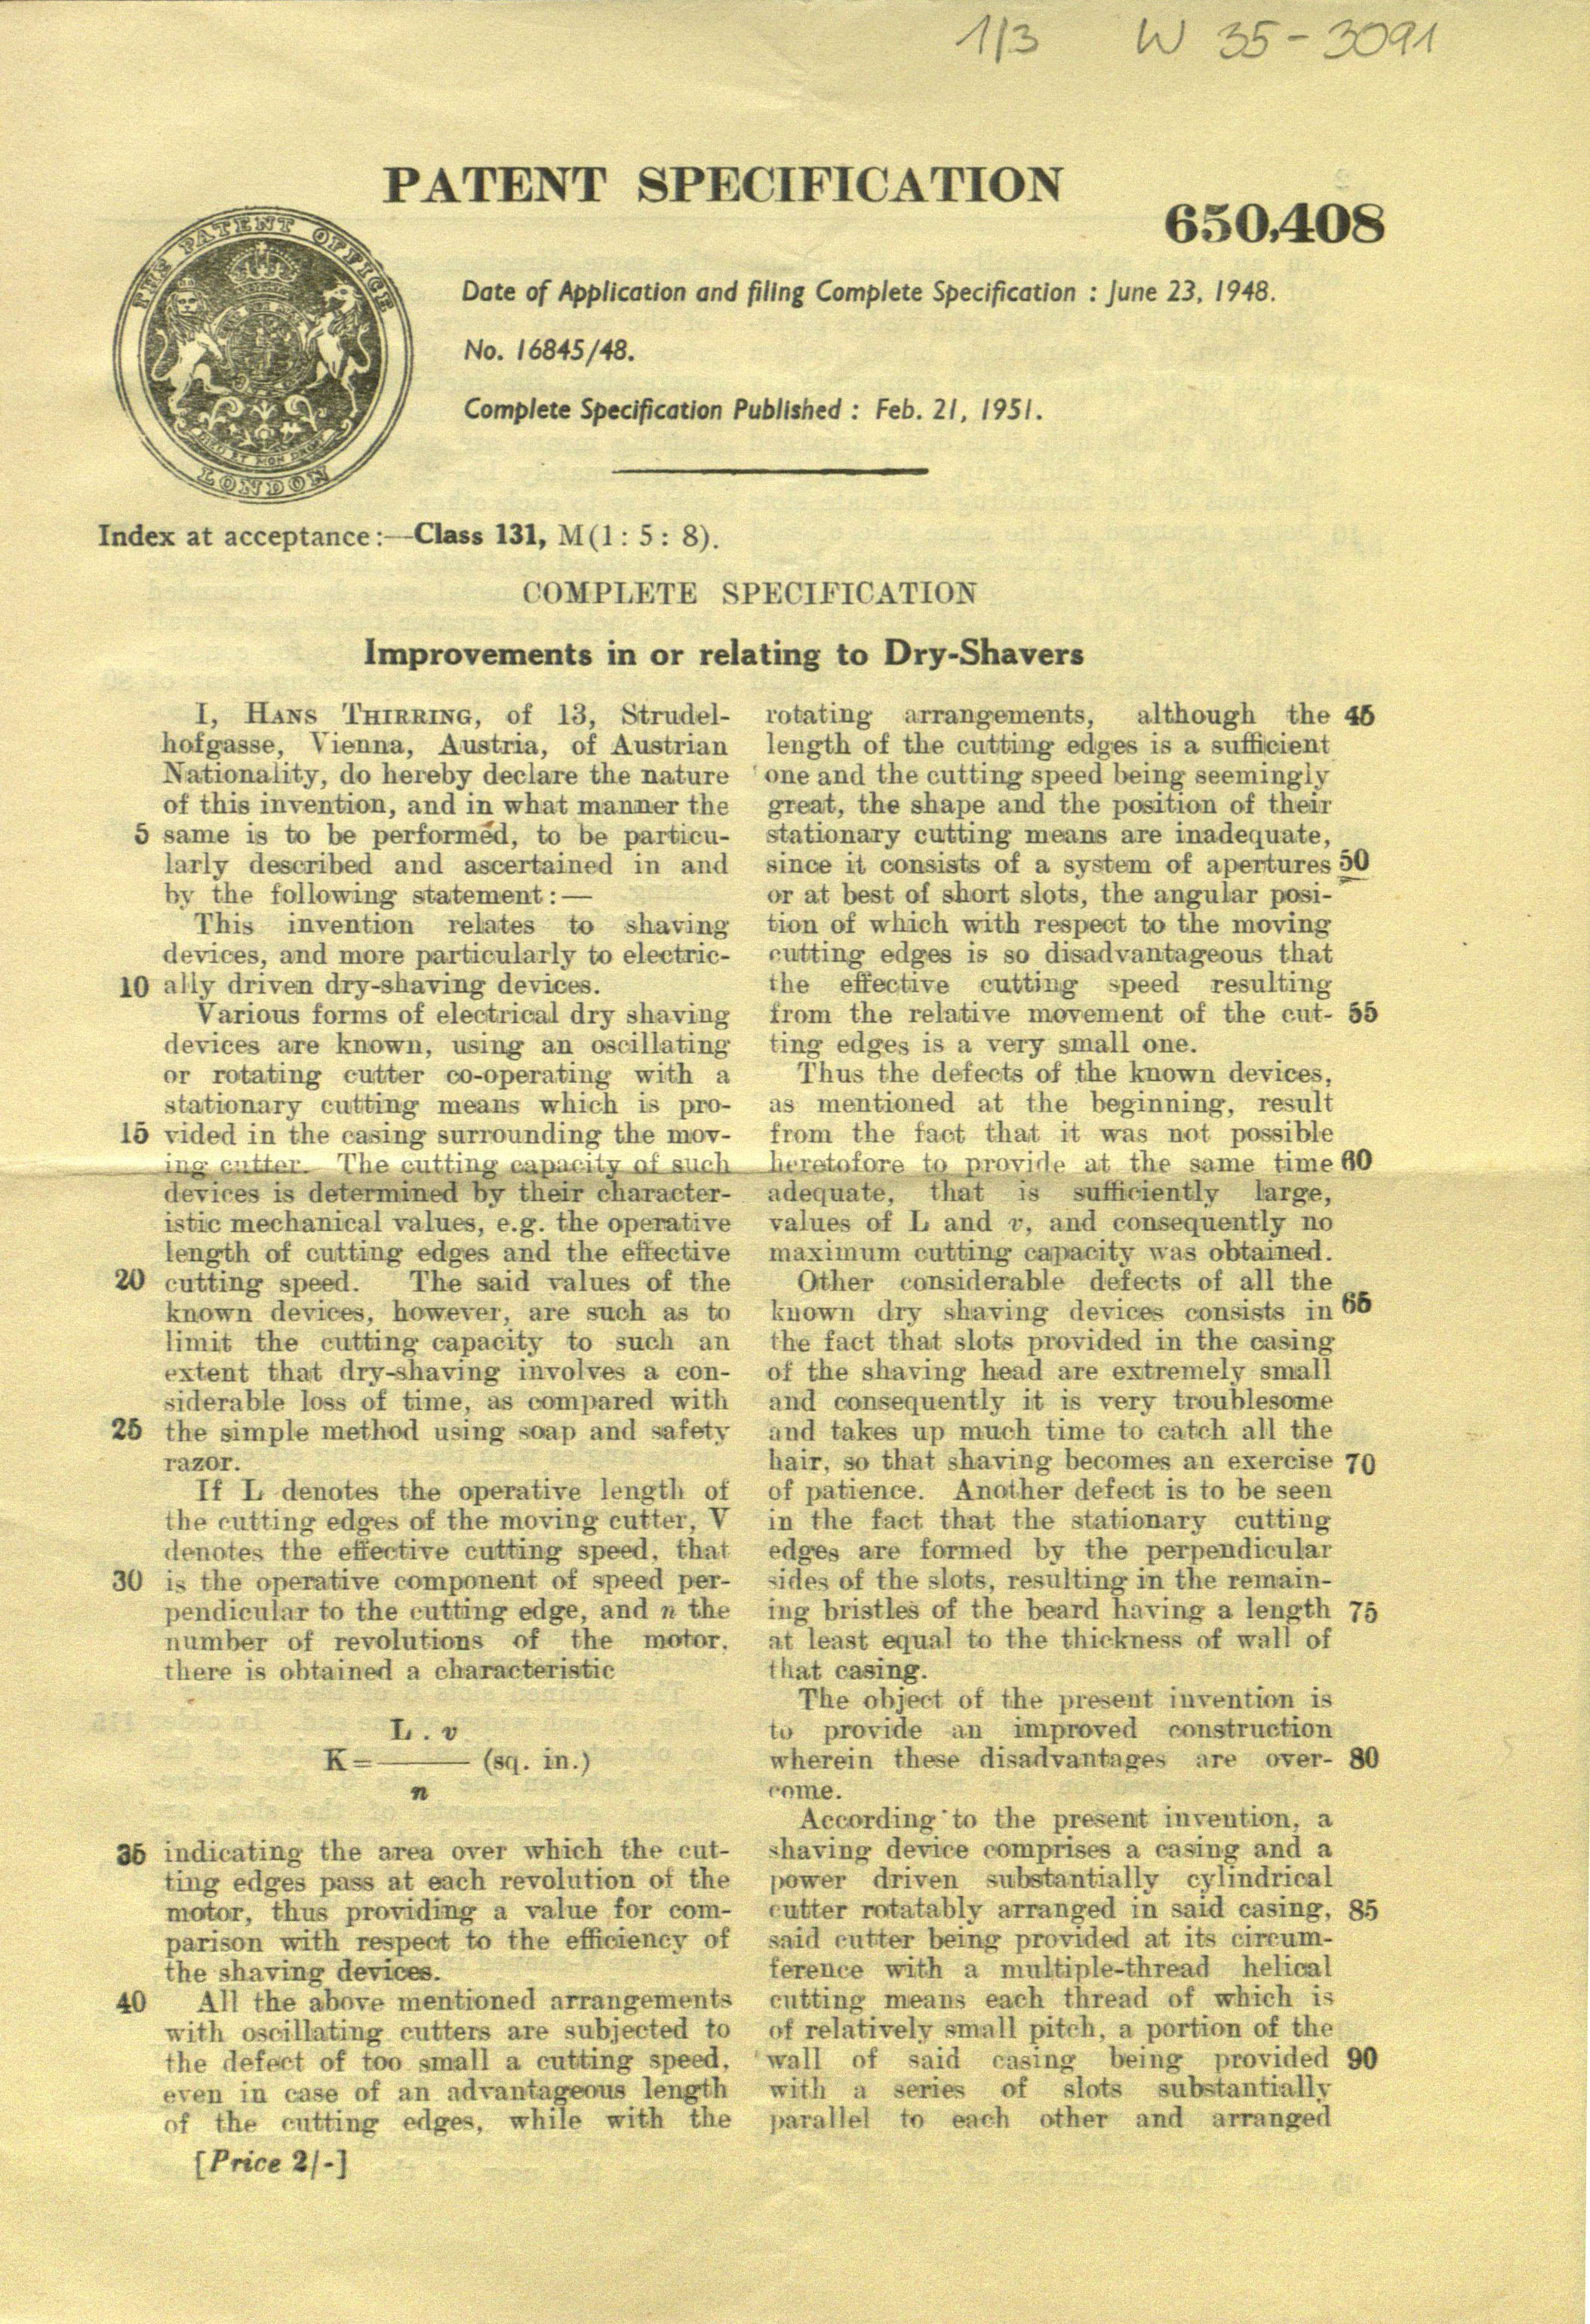 1/3 W 35-3091
PATENT SPECIFICATION
650,408
THE PATENT OFFICE
LONDON
Date of Application and filing Complete Specification : June 23, 1948.
No. 16845/48.
Complete Specification Published : Feb. 21, 1951.
Index at acceptance:—Class 131, M(1: 5: 8).
COMPLETE SPECIFICATION
Improvements in or relating to Dry-Shavers
I, HANS THIRRING, of 13, Strudel-
hofgasse, Vienna, Austria, of Austrian
Nationality, do hereby declare the nature
of this invention, and in what manner the
5 same is to be performed, to be particu-
larly described and ascertained in and
by the following statement:—
This invention relates to shaving
devices, and more particularly to electric-
10 ally driven dry-shaving devices.
Various forms of electrical dry shaving
devices are known, using an oscillating
or rotating cutter co-operating with a
stationary cutting means which is pro-
15 vided in the casing surrounding the mov-
ing cutter. The cutting capacity of such
devices is determined by their character-
istic mechanical values, e.g. the operative
length of cutting edges and the effective
20 cutting speed. The said values of the
known devices, however, are such as to
limit the cutting capacity to such an
extent that dry-shaving involves a con-
siderable loss of time, as compared with
25 the simple method using soap and safety
razor.
If L denotes the operative length of
the cutting edges of the moving cutter, V
denotes the effective cutting speed, that
30 is the operative component of speed per-
pendicular to the cutting edge, and n the
number of revolutions of the motor,
there is obtained a characteristic
L . v
K=——— (sq. in.)
n
35 indicating the area over which the cut-
ting edges pass at each revolution of the
motor, thus providing a value for com-
parison with respect to the efficiency of
the shaving devices.
40 All the above mentioned arrangements
with oscillating cutters are subjected to
the defect of too small a cutting speed,
even in case of an advantageous length
of the cutting edges, while with the
[Price 2/-]
rotating arrangements, although the 45
length of the cutting edges is a sufficient
one and the cutting speed being seemingly
great, the shape and the position of their
stationary cutting means are inadequate,
since it consists of a system of apertures 50
or at best of short slots, the angular posi-
tion of which with respect to the moving
cutting edges is so disadvantageous that
the effective cutting speed resulting
from the relative movement of the cut- 55
ting edges is a very small one.
Thus the defects of the known devices,
as mentioned at the beginning, result
from the fact that it was not possible
heretofore to provide at the same time 60
adequate, that is sufficiently large,
values of L and v, and consequently no
maximum cutting capacity was obtained.
Other considerable defects of all the
known dry shaving devices consists in 65
the fact that slots provided in the casing
of the shaving head are extremely small
and consequently it is very troublesome
and takes up much time to catch all the
hair, so that shaving becomes an exercise 70
of patience. Another defect is to be seen
in the fact that the stationary cutting
edges are formed by the perpendicular
sides of the slots, resulting in the remain-
ing bristles of the beard having a length 75
at least equal to the thickness of wall of
that casing.
The object of the present invention is
to provide an improved construction
wherein these disadvantages are over- 80
come.
According to the present invention, a
shaving device comprises a casing and a
power driven substantially cylindrical
cutter rotatably arranged in said casing, 85
said cutter being provided at its circum-
ference with a multiple-thread helical
cutting means each thread of which is
of relatively small pitch, a portion of the
wall of said casing being provided 90
with a series of slots substantially
parallel to each other and arranged